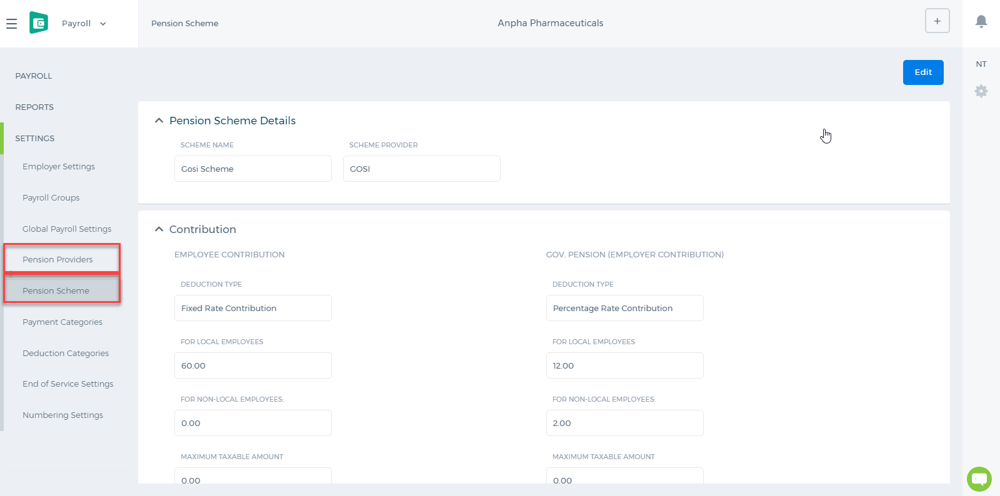 Payroll
Pension Scheme
Anpha Pharmaceuticals
+
NT
PAYROLL
REPORTS
SETTINGS
Employer Settings
Payroll Groups
Global Payroll Settings
Pension Providers
Pension Scheme
Payment Categories
Deduction Categories
End of Service Settings
Numbering Settings
Edit
Pension Scheme Details
SCHEME NAME SCHEME PROVIDER
Gosi Scheme GOSI
Contribution
EMPLOYEE CONTRIBUTION GOV. PENSION (EMPLOYER CONTRIBUTION)
DEDUCTION TYPE DEDUCTION TYPE
Fixed Rate Contribution Percentage Rate Contribution
FOR LOCAL EMPLOYEES FOR LOCAL EMPLOYEES
60.00 12.00
FOR NON-LOCAL EMPLOYEES: FOR NON-LOCAL EMPLOYEES:
0.00 2.00
MAXIMUM TAXABLE AMOUNT MAXIMUM TAXABLE AMOUNT
0.00 0.00